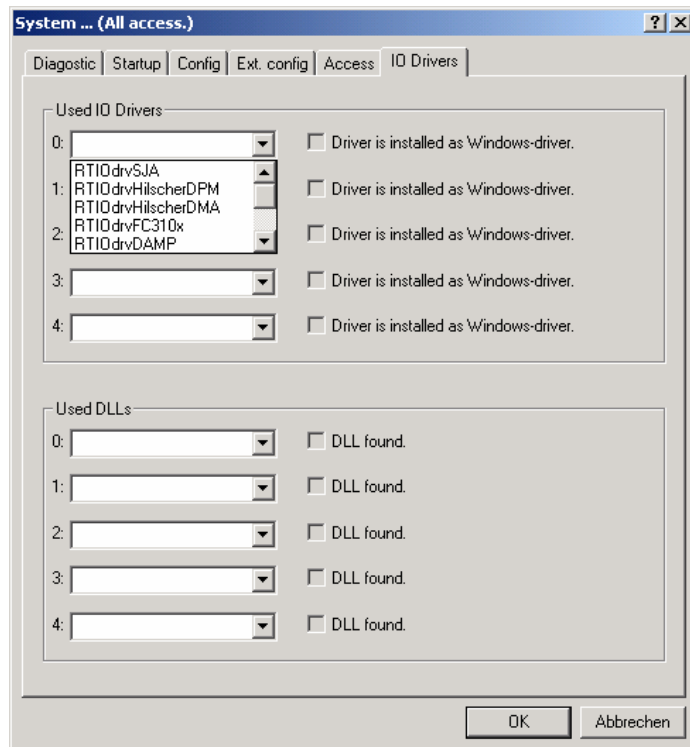 System ... (All access.)
Diagostic Startup Config Ext. config Access IO Drivers
Used IO Drivers
0: Driver is installed as Windows-driver.
RTIOdrvSJA
1: RTIOdrvHilscherDPM Driver is installed as Windows-driver.
RTIOdrvHilscherDMA
2: RTIOdrvFC310x Driver is installed as Windows-driver.
RTIOdrvDAMP
3: Driver is installed as Windows-driver.
4: Driver is installed as Windows-driver.
Used DLLs
0: DLL found.
1: DLL found.
2: DLL found.
3: DLL found.
4: DLL found.
OK Abbrechen